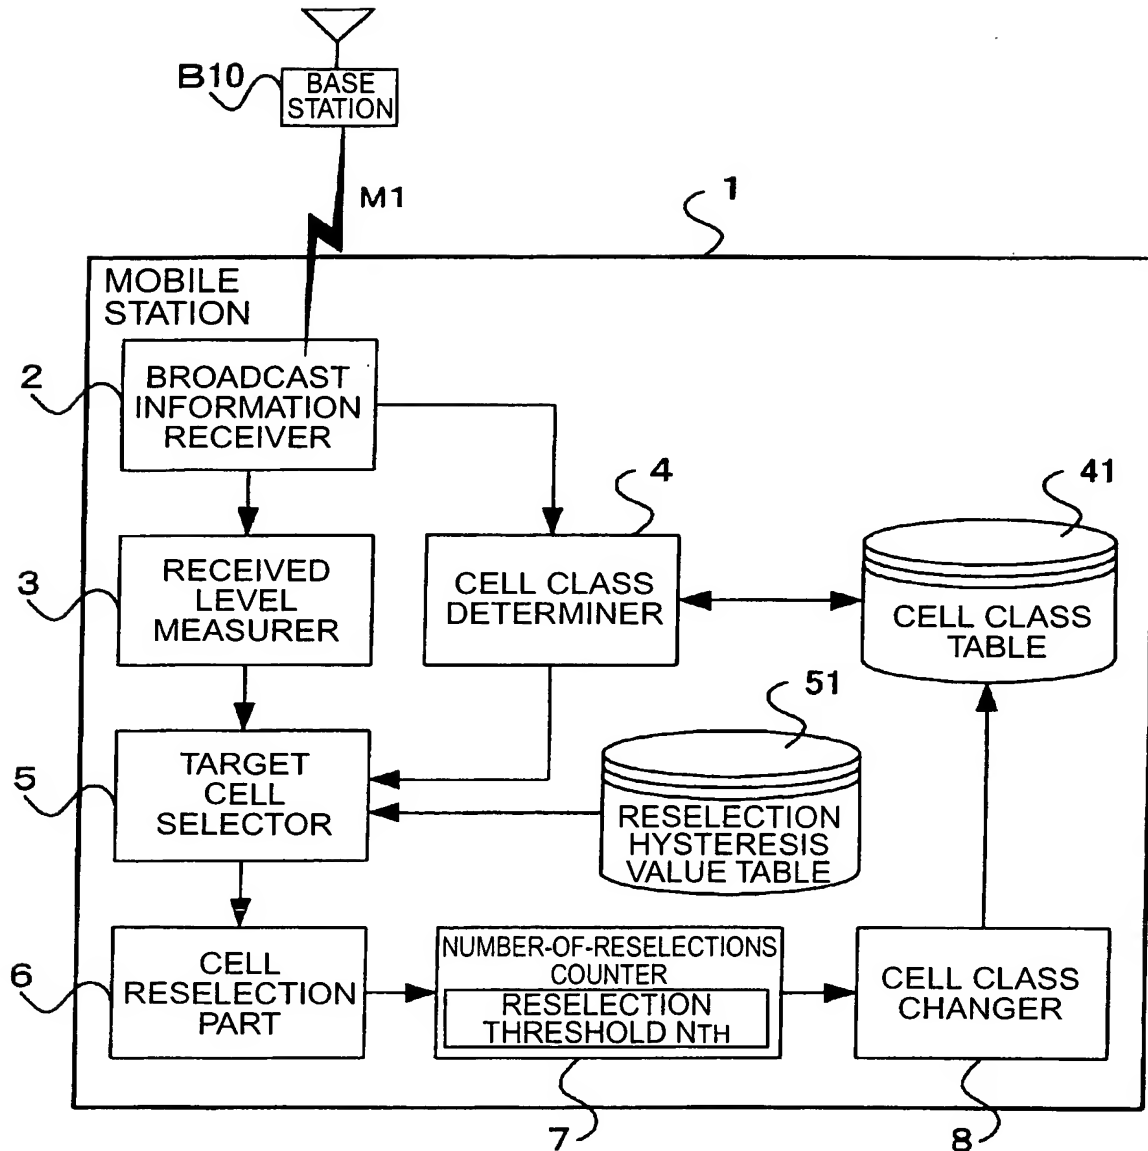 B10
BASE
STATION
M1
1
MOBILE
STATION
2
BROADCAST
INFORMATION
RECEIVER
4
41
3
RECEIVED
LEVEL
MEASURER
CELL CLASS
DETERMINER
CELL CLASS
TABLE
51
5
TARGET
CELL
SELECTOR
RESELECTION
HYSTERESIS
VALUE TABLE
6
CELL
RESELECTION
PART
NUMBER-OF-RESELECTIONS
COUNTER
RESELECTION
THRESHOLD NTH
CELL CLASS
CHANGER
7
8